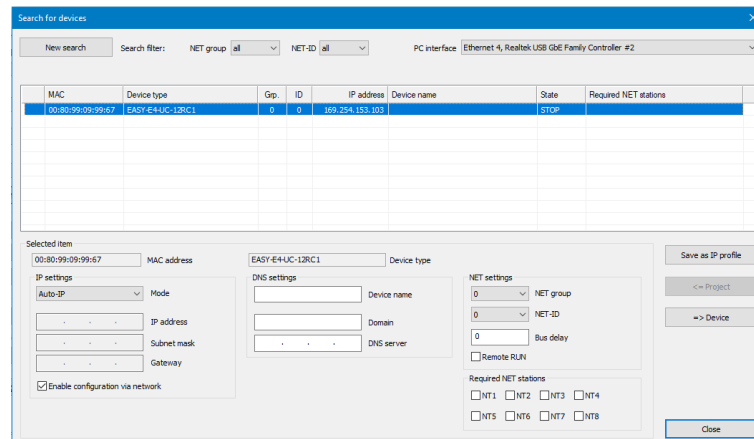 Search for devices
New search Search filter: NET group all NET-ID all PC interface Ethernet 4, Realtek USB GbE Family Controller #2
MAC Device type Grp. ID IP address Device name State Required NET stations
00:80:99:09:99:67 EASY-E4-UC-12RC1 0 0 169.254.153.103 STOP
Selected item
00:80:99:09:99:67 MAC address EASY-E4-UC-12RC1 Device type Save as IP profile
IP settings DNS settings NET settings
Auto-IP Mode Device name 0 NET group <= Project
IP address Domain 0 NET-ID => Device
Subnet mask DNS server 0 Bus delay
Gateway Remote RUN
Enable configuration via network Required NET stations
NT1 NT2 NT3 NT4
NT5 NT6 NT7 NT8
Close